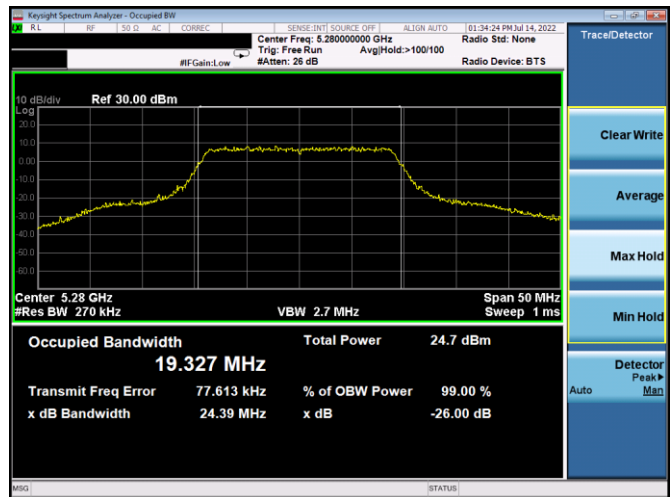 Keysight Spectrum Analyzer - Occupied BW
RL RF 50 Ω AC CORREC SENSE:INT SOURCE OFF ALIGN AUTO 01:34:24 PM Jul 14, 2022
Center Freq: 5.280000000 GHz Radio Std: None
Trig: Free Run Avg|Hold:>100/100
#IFGain:Low #Atten: 26 dB Radio Device: BTS
Trace/Detector
10 dB/div Ref 30.00 dBm
Log
20.0
10.0
0.00
-10.0
-20.0
-30.0
-40.0
-50.0
-60.0
Center 5.28 GHz Span 50 MHz
#Res BW 270 kHz VBW 2.7 MHz Sweep 1 ms
Occupied Bandwidth Total Power 24.7 dBm
19.327 MHz
Transmit Freq Error 77.613 kHz % of OBW Power 99.00 %
x dB Bandwidth 24.39 MHz x dB -26.00 dB
Clear Write
Average
Max Hold
Min Hold
Detector
Peak▶
Auto Man
MSG STATUS